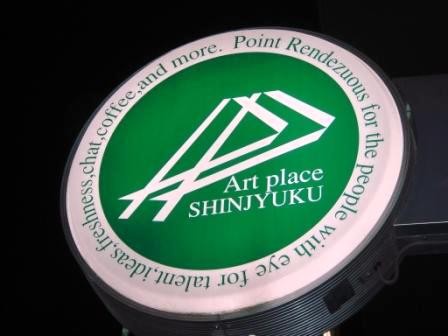 Point Rendezuous for the people with eye for talent,ideas,freshness,chat,coffee,and more.
Art place
SHINJYUKU